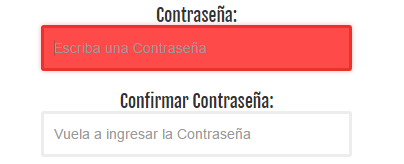 Contraseña:
Escriba una Contraseña
Confirmar Contraseña:
Vuela a ingresar la Contraseña